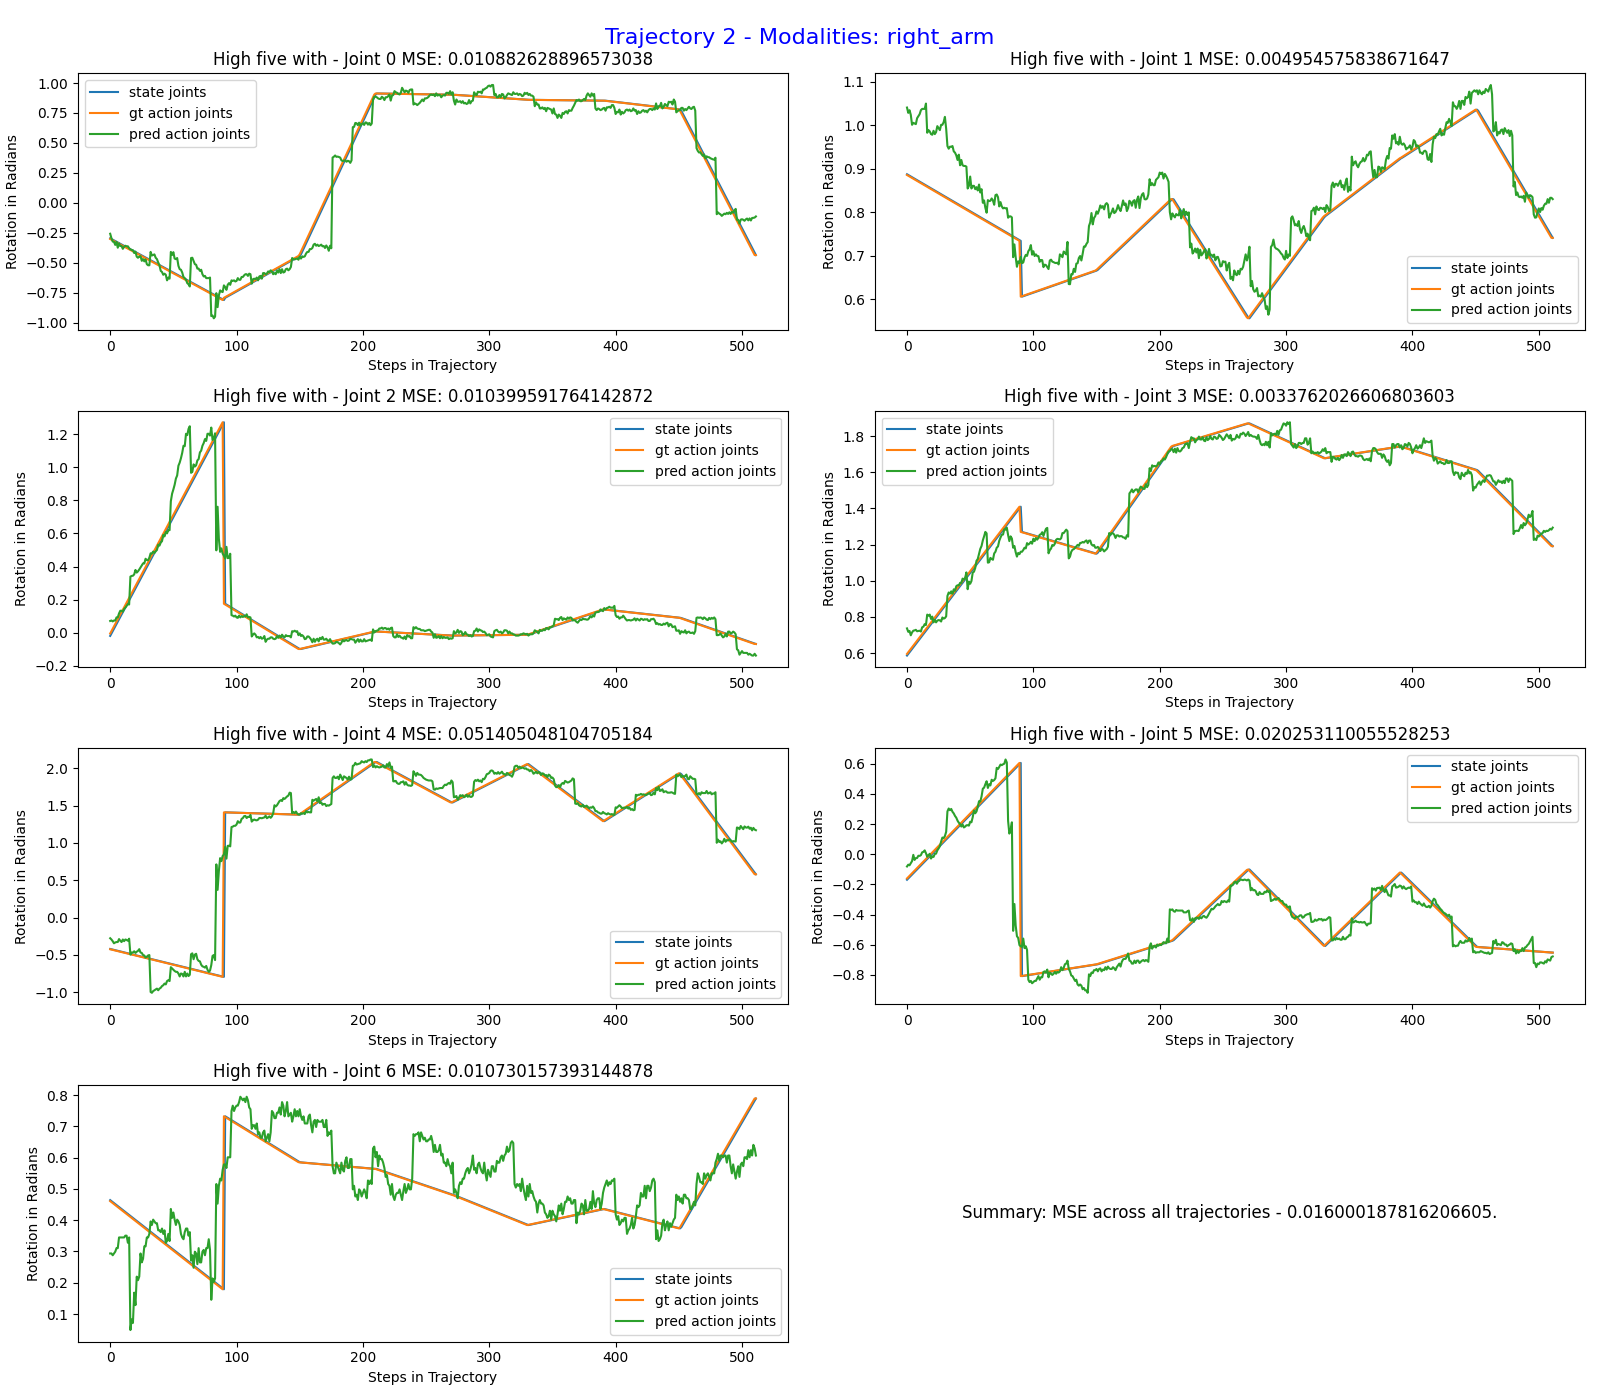 Trajectory 2 - Modalities: right_arm
High five with - Joint 0 MSE: 0.010882628896573038
1.00
0.75
0.50
0.25
0.00
−0.25
−0.50
−0.75
−1.00
Rotation in Radians
state joints
gt action joints
pred action joints
0 100 200 300 400 500
Steps in Trajectory
High five with - Joint 1 MSE: 0.004954575838671647
1.1
1.0
0.9
0.8
0.7
0.6
Rotation in Radians
state joints
gt action joints
pred action joints
0 100 200 300 400 500
Steps in Trajectory
High five with - Joint 2 MSE: 0.010399591764142872
1.2
1.0
0.8
0.6
0.4
0.2
0.0
−0.2
Rotation in Radians
state joints
gt action joints
pred action joints
0 100 200 300 400 500
Steps in Trajectory
High five with - Joint 3 MSE: 0.0033762026606803603
1.8
1.6
1.4
1.2
1.0
0.8
0.6
Rotation in Radians
state joints
gt action joints
pred action joints
0 100 200 300 400 500
Steps in Trajectory
High five with - Joint 4 MSE: 0.051405048104705184
2.0
1.5
1.0
0.5
0.0
−0.5
−1.0
Rotation in Radians
state joints
gt action joints
pred action joints
0 100 200 300 400 500
Steps in Trajectory
High five with - Joint 5 MSE: 0.020253110055528253
0.6
0.4
0.2
0.0
−0.2
−0.4
−0.6
−0.8
Rotation in Radians
state joints
gt action joints
pred action joints
0 100 200 300 400 500
Steps in Trajectory
High five with - Joint 6 MSE: 0.010730157393144878
0.8
0.7
0.6
0.5
0.4
0.3
0.2
0.1
Rotation in Radians
state joints
gt action joints
pred action joints
0 100 200 300 400 500
Steps in Trajectory
Summary: MSE across all trajectories - 0.016000187816206605.